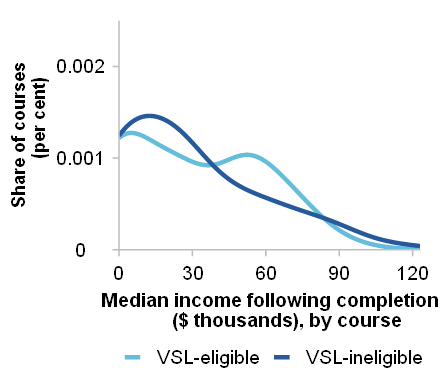 Share of courses
(per cent)
0.002
0.001
0
0 30 60 90 120
Median income following completion
($ thousands), by course
VSL-eligible VSL-ineligible